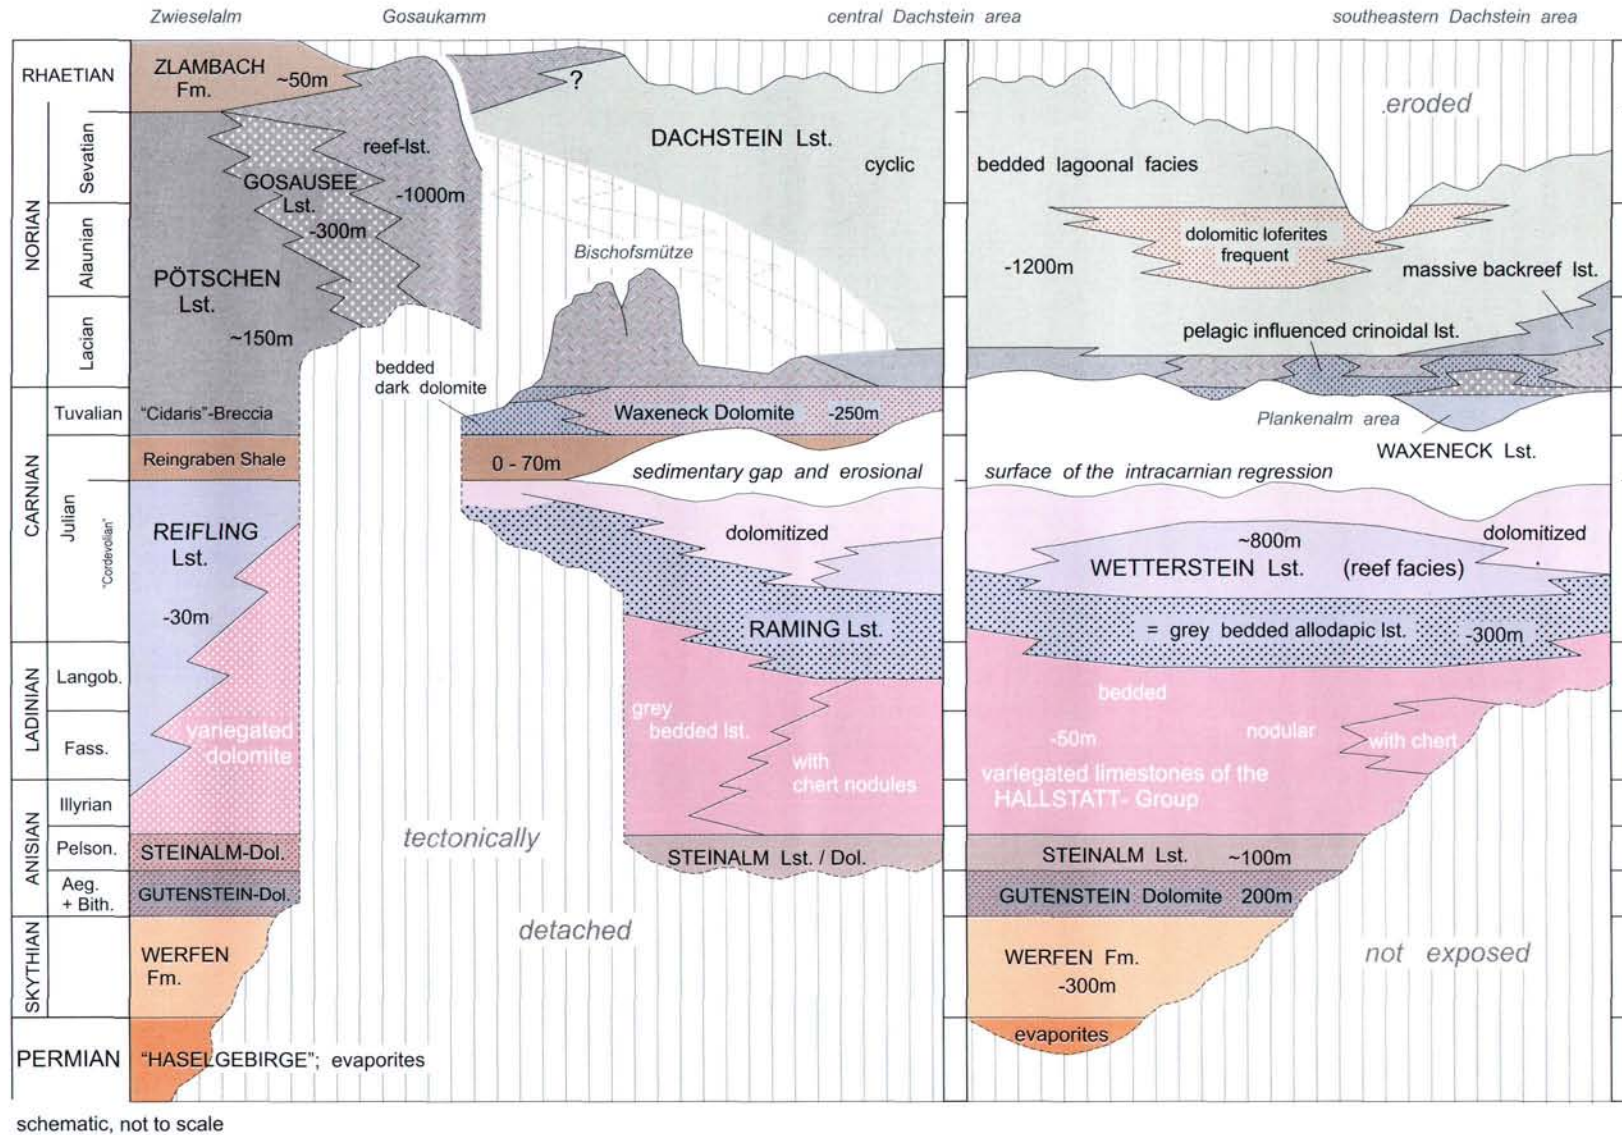 Zwieselalm
Gosaukamm
central Dachstein area
southeastern Dachstein area
RHAETIAN
NORIAN
Sevatian
Alaunian
Lacian
CARNIAN
Tuvalian
Julian
"Cordevolian"
LADINIAN
Langob.
Fass.
ANISIAN
Illyrian
Pelson.
Aeg.
+ Bith.
SKYTHIAN
PERMIAN
ZLAMBACH
Fm.
~50m
reef-lst.
-1000m
GOSAUSEE
Lst.
-300m
PÖTSCHEN
Lst.
~150m
"Cidaris"-Breccia
Reingraben Shale
REIFLING
Lst.
-30m
variegated
dolomite
STEINALM-Dol.
GUTENSTEIN-Dol.
WERFEN
Fm.
"HASELGEBIRGE"; evaporites
?
DACHSTEIN Lst.
cyclic
Bischofsmütze
bedded
dark dolomite
Waxeneck Dolomite -250m
0 - 70m
sedimentary gap and erosional
dolomitized
RAMING Lst.
grey
bedded lst.
with
chert nodules
STEINALM Lst. / Dol.
tectonically
detached
.eroded
bedded lagoonal facies
dolomitic loferites
frequent
-1200m
massive backreef lst.
pelagic influenced crinoidal lst.
Plankenalm area
WAXENECK Lst.
surface of the intracarnian regression
~800m
dolomitized
WETTERSTEIN Lst. (reef facies)
= grey bedded allodapic lst. -300m
bedded
-50m
nodular
with chert
variegated limestones of the
HALLSTATT- Group
STEINALM Lst. ~100m
GUTENSTEIN Dolomite 200m
WERFEN Fm.
-300m
evaporites
not exposed
schematic, not to scale